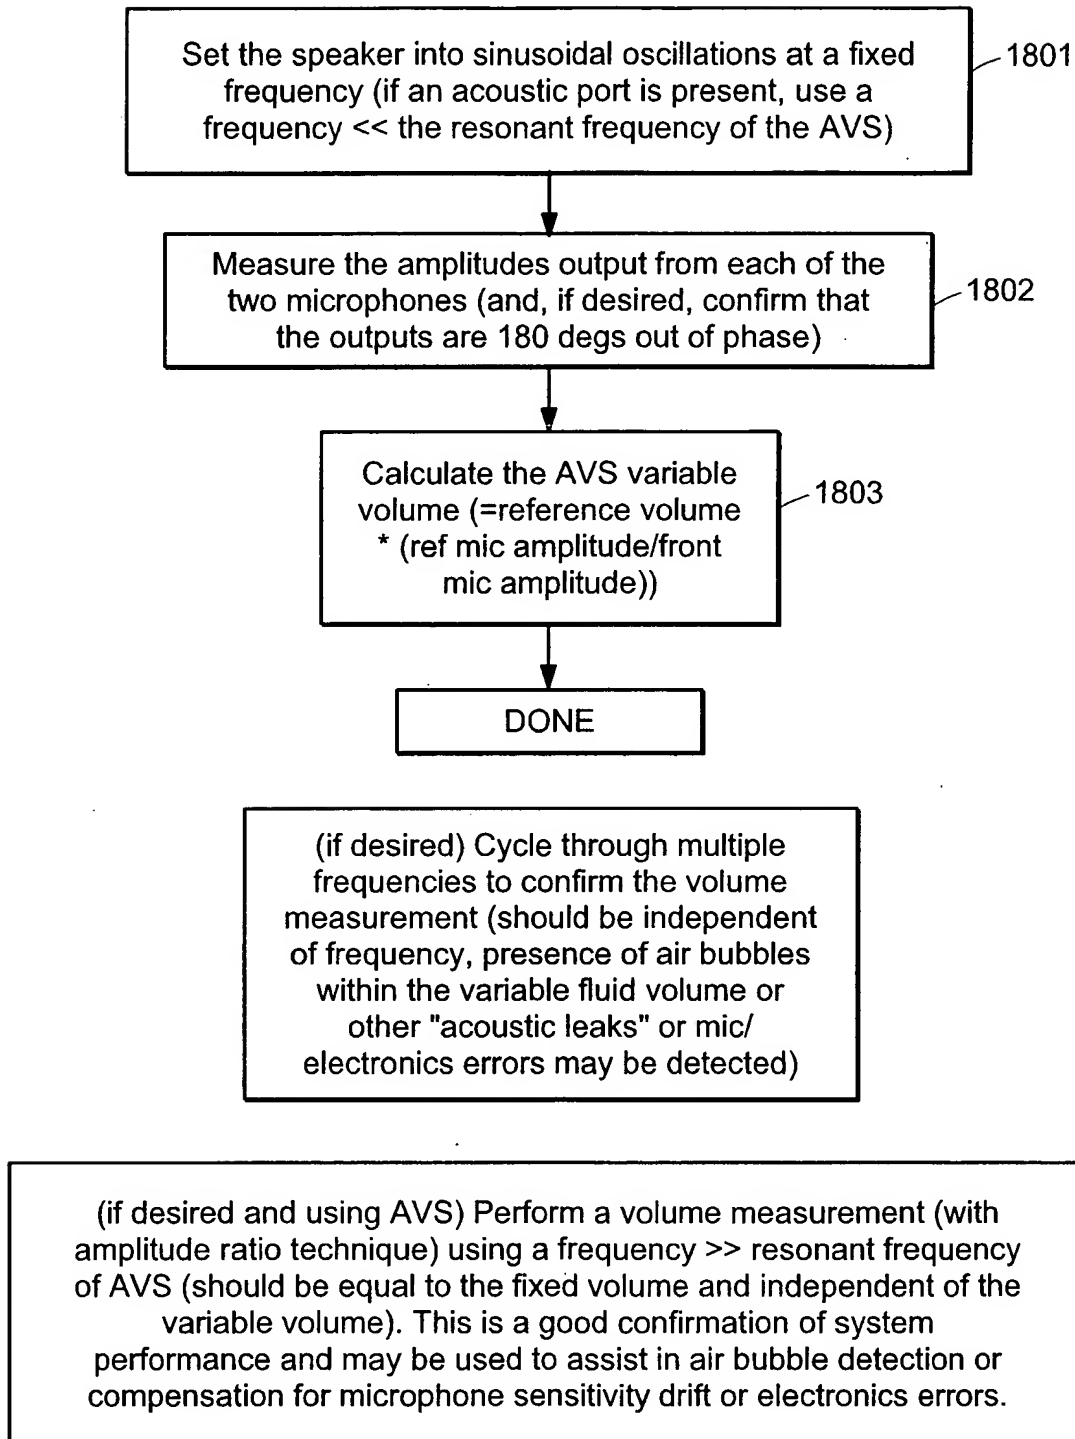 Set the speaker into sinusoidal oscillations at a fixed
frequency (if an acoustic port is present, use a
frequency << the resonant frequency of the AVS)
1801
Measure the amplitudes output from each of the
two microphones (and, if desired, confirm that
the outputs are 180 degs out of phase)
1802
Calculate the AVS variable
volume (=reference volume
* (ref mic amplitude/front
mic amplitude))
1803
DONE
(if desired) Cycle through multiple
frequencies to confirm the volume
measurement (should be independent
of frequency, presence of air bubbles
within the variable fluid volume or
other "acoustic leaks" or mic/
electronics errors may be detected)
(if desired and using AVS) Perform a volume measurement (with
amplitude ratio technique) using a frequency >> resonant frequency
of AVS (should be equal to the fixed volume and independent of the
variable volume). This is a good confirmation of system
performance and may be used to assist in air bubble detection or
compensation for microphone sensitivity drift or electronics errors.